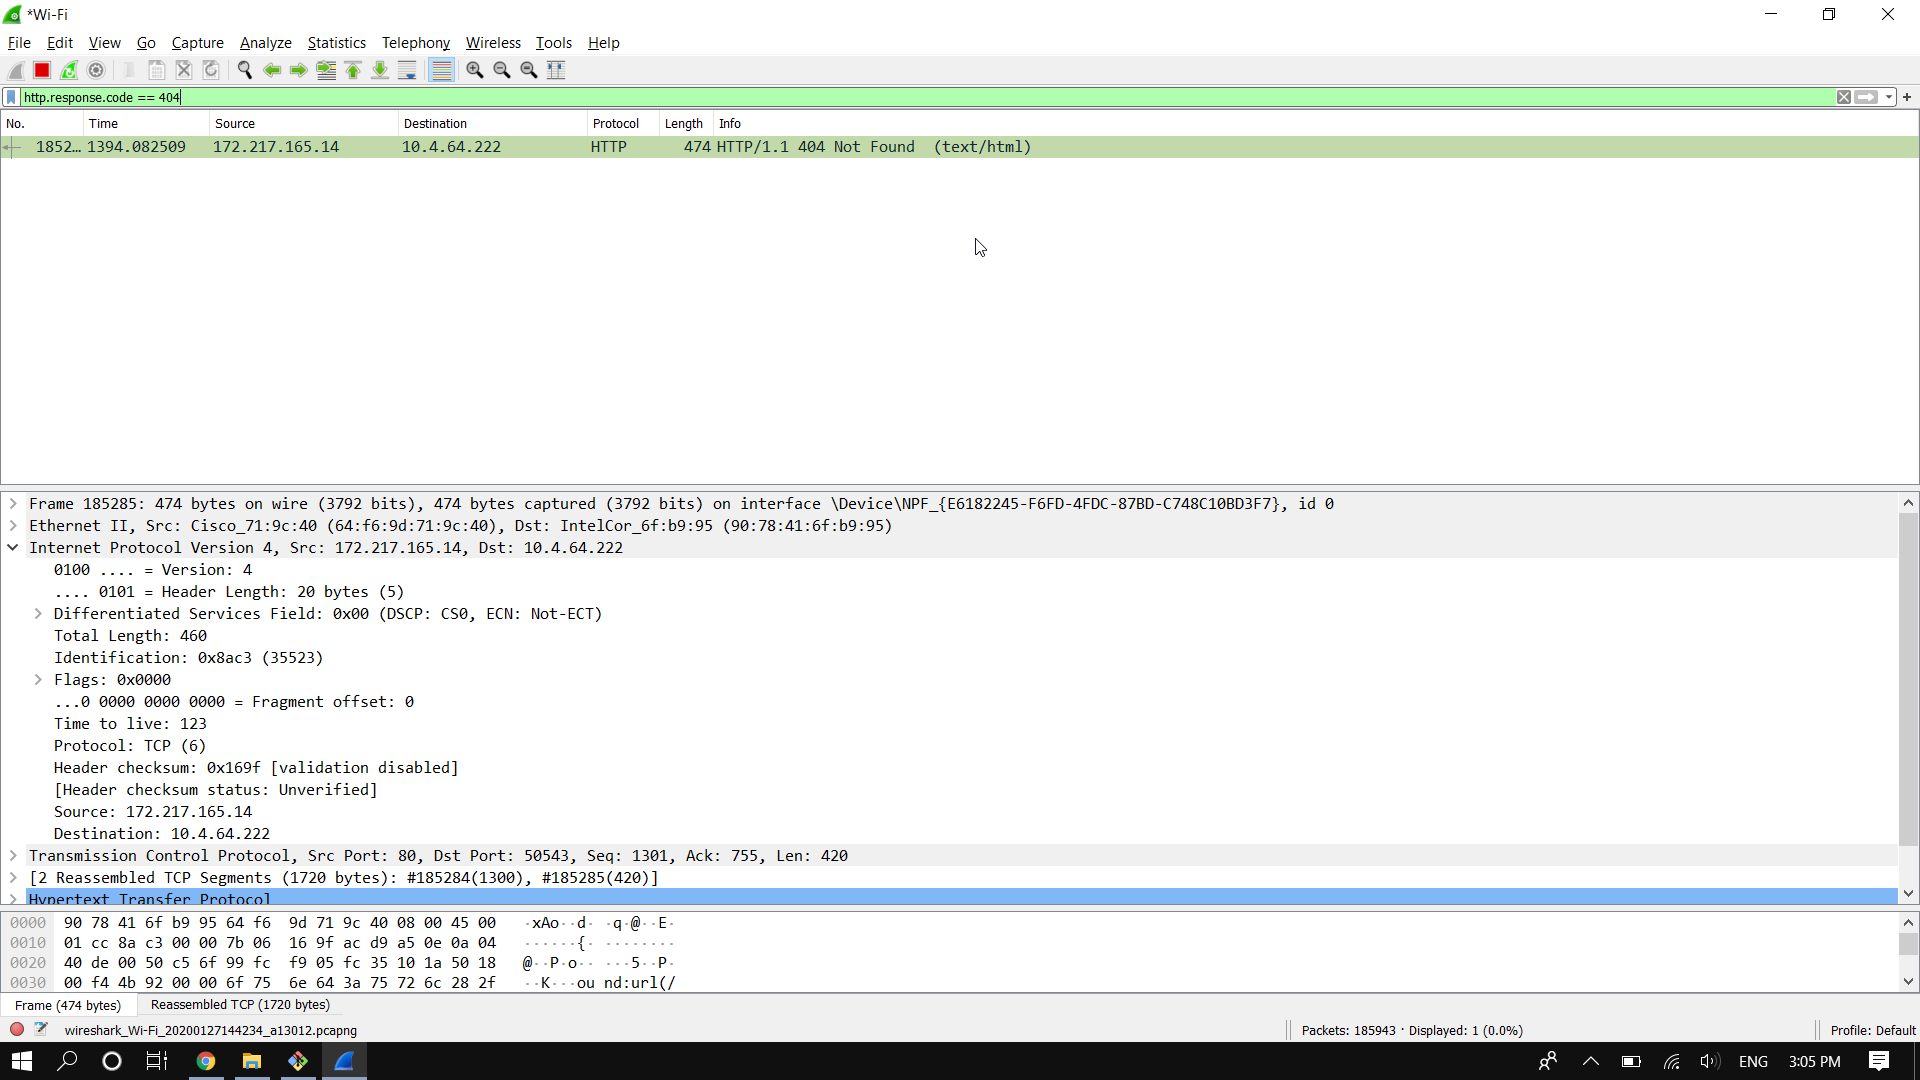 *Wi-Fi
File Edit View Go Capture Analyze Statistics Telephony Wireless Tools Help
http.response.code == 404
No. Time Source Destination Protocol Length Info
1852… 1394.082509 172.217.165.14 10.4.64.222 HTTP 474 HTTP/1.1 404 Not Found (text/html)
Frame 185285: 474 bytes on wire (3792 bits), 474 bytes captured (3792 bits) on interface \Device\NPF_{E6182245-F6FD-4FDC-87BD-C748C10BD3F7}, id 0
Ethernet II, Src: Cisco_71:9c:40 (64:f6:9d:71:9c:40), Dst: IntelCor_6f:b9:95 (90:78:41:6f:b9:95)
Internet Protocol Version 4, Src: 172.217.165.14, Dst: 10.4.64.222
0100 .... = Version: 4
.... 0101 = Header Length: 20 bytes (5)
Differentiated Services Field: 0x00 (DSCP: CS0, ECN: Not-ECT)
Total Length: 460
Identification: 0x8ac3 (35523)
Flags: 0x0000
...0 0000 0000 0000 = Fragment offset: 0
Time to live: 123
Protocol: TCP (6)
Header checksum: 0x169f [validation disabled]
[Header checksum status: Unverified]
Source: 172.217.165.14
Destination: 10.4.64.222
Transmission Control Protocol, Src Port: 80, Dst Port: 50543, Seq: 1301, Ack: 755, Len: 420
[2 Reassembled TCP Segments (1720 bytes): #185284(1300), #185285(420)]
Hypertext Transfer Protocol
0000 90 78 41 6f b9 95 64 f6 9d 71 9c 40 08 00 45 00 ·xAo··d· ·q·@··E·
0010 01 cc 8a c3 00 00 7b 06 16 9f ac d9 a5 0e 0a 04 ······{· ········
0020 40 de 00 50 c5 6f 99 fc f9 05 fc 35 10 1a 50 18 @··P·o·· ···5··P·
0030 00 f4 4b 92 00 00 6f 75 6e 64 3a 75 72 6c 28 2f ··K···ou nd:url(/
Frame (474 bytes) Reassembled TCP (1720 bytes)
wireshark_Wi-Fi_20200127144234_a13012.pcapng Packets: 185943 · Displayed: 1 (0.0%) Profile: Default
ENG 3:05 PM